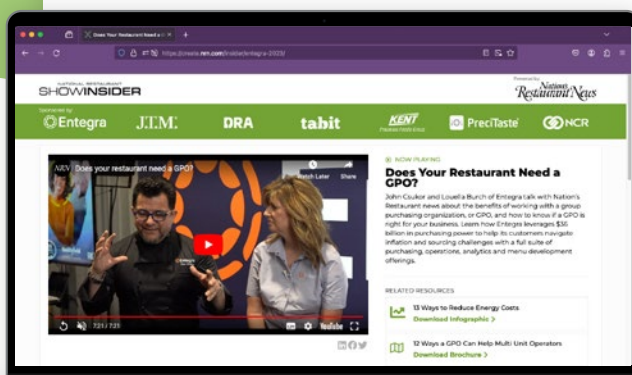 Does Your Restaurant Need a
https://create.nrn.com/insider/entegra-2023/
NATIONAL RESTAURANT
SHOWINSIDER
Powered by
Nation's
Restaurant News
Sponsored by
Entegra
J.T.M.
DRA
tabit
KENT
PreciTaste
NCR
NRN Does your restaurant need a GPO?
Watch Later
Share
7:21 / 7:21
YouTube
NOW PLAYING
Does Your Restaurant Need a
GPO?
John Csukor and Louella Burch of Entegra talk with Nation's
Restaurant news about the benefits of working with a group
purchasing organization, or GPO, and how to know if a GPO is
right for your business. Learn how Entegra leverages $36
billion in purchasing power to help its customers navigate
inflation and sourcing challenges with a full suite of
purchasing, operations, analytics and menu development
offerings.
RELATED RESOURCES
13 Ways to Reduce Energy Costs
Download Infographic >
12 Ways a GPO Can Help Multi Unit Operators
Download Brochure >